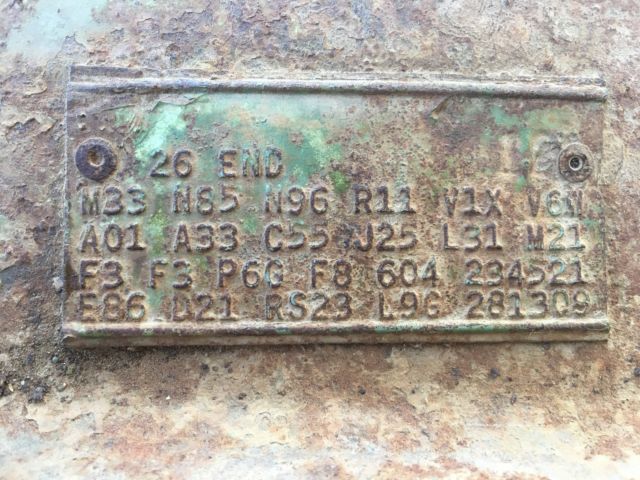 26 END
M33 N85 N96 R11 V1X V6W
A01 A33 C55 J25 L31 M21
F3 F3 P6G F8 604 234521
E86 D21 RS23 L9G 281309